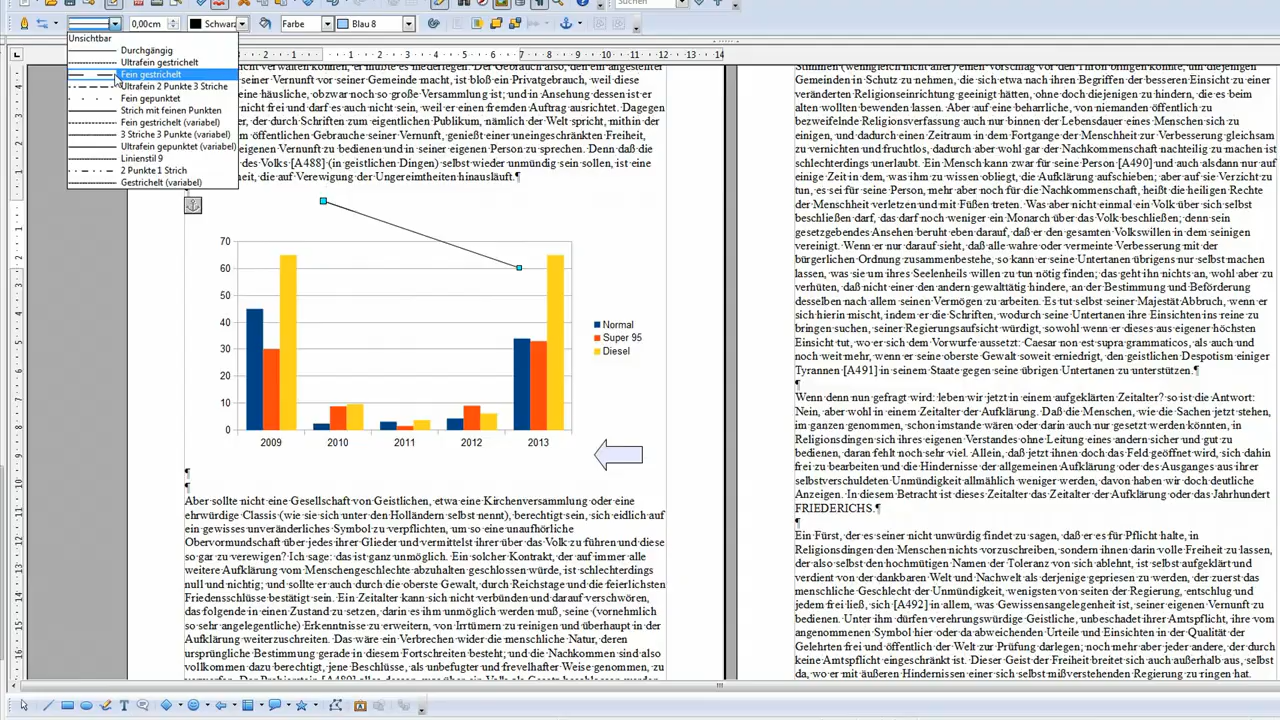 Suchen
0,00cm
Schwarz
Farbe
Blau 8
Unsichtbar
Durchgängig
Ultrafein gestrichelt
Fein gestrichelt
Ultrafein 2 Punkte 3 Striche
Fein gepunktet
Strich mit feinen Punkten
Fein gestrichelt (variabel)
3 Striche 3 Punkte (variabel)
Ultrafein gepunktet (variabel)
Linienstil 9
2 Punkte 1 Strich
Gestrichelt (variabel)
2 1 1 2 3 4 5 6 7 8 9 10 11 12 13 14
seiner Vernunft vor seiner Gemeinde macht, ist bloß ein Privatgebrauch, weil diese
eine häusliche, obzwar noch so große Versammlung ist; und in Ansehung dessen ist er
nicht frei und darf es auch nicht sein, weil er einen fremden Auftrag ausrichtet. Dagegen
der durch Schriften zum eigentlichen Publikum, nämlich der Welt spricht, mithin der
öffentlichen Gebrauche seiner Vernunft, genießt einer uneingeschränkten Freiheit,
eigenen Vernunft zu bedienen und in seiner eigenen Person zu sprechen. Denn daß die
des Volks [A488] (in geistlichen Dingen) selbst wieder unmündig sein sollen, ist eine
heit, die auf Verewigung der Ungereimtheiten hinausläuft.¶
70
60
50
40
30
20
10
0
2009 2010 2011 2012 2013
Normal
Super 95
Diesel
¶
¶
Aber sollte nicht eine Gesellschaft von Geistlichen, etwa eine Kirchenversammlung oder eine
ehrwürdige Classis (wie sie sich unter den Holländern selbst nennt), berechtigt sein, sich eidlich auf
ein gewisses unveränderliches Symbol zu verpflichten, um so eine unaufhörliche
Obervormundschaft über jedes ihrer Glieder und vermittelst ihrer über das Volk zu führen und diese
so gar zu verewigen? Ich sage: das ist ganz unmöglich. Ein solcher Kontrakt, der auf immer alle
weitere Aufklärung vom Menschengeschlechte abzuhalten geschlossen würde, ist schlechterdings
null und nichtig; und sollte er auch durch die oberste Gewalt, durch Reichstage und die feierlichsten
Friedensschlüsse bestätigt sein. Ein Zeitalter kann sich nicht verbünden und darauf verschwören,
das folgende in einen Zustand zu setzen, darin es ihm unmöglich werden muß, seine (vornehmlich
so sehr angelegentliche) Erkenntnisse zu erweitern, von Irrtümern zu reinigen und überhaupt in der
Aufklärung weiterzuschreiten. Das wäre ein Verbrechen wider die menschliche Natur, deren
ursprüngliche Bestimmung gerade in diesem Fortschreiten besteht; und die Nachkommen sind also
vollkommen dazu berechtigt, jene Beschlüsse, als unbefugter und frevelhafter Weise genommen, zu
jenigen Gemeinden in Schutz zu nehmen, die sich etwa nach ihren Begriffen der besseren Einsicht zu einer
veränderten Religionseinrichtung geeinigt hätten, ohne doch diejenigen zu hindern, die es beim
alten wollten bewenden lassen. Aber auf eine beharrliche, von niemanden öffentlich zu
bezweifelnde Religionsverfassung auch nur binnen der Lebensdauer eines Menschen sich zu
einigen, und dadurch einen Zeitraum in dem Fortgange der Menschheit zur Verbesserung gleichsam
zu vernichten und fruchtlos, dadurch aber wohl gar der Nachkommenschaft nachteilig zu machen, ist
schlechterdings unerlaubt. Ein Mensch kann zwar für seine Person [A490] und auch alsdann nur auf
einige Zeit in dem, was ihm zu wissen obliegt, die Aufklärung aufschieben; aber auf sie Verzicht zu
tun, es sei für seine Person, mehr aber noch für die Nachkommenschaft, heißt die heiligen Rechte
der Menschheit verletzen und mit Füßen treten. Was aber nicht einmal ein Volk über sich selbst
beschließen darf, das darf noch weniger ein Monarch über das Volk beschließen; denn sein
gesetzgebendes Ansehen beruht eben darauf, daß er den gesamten Volkswillen in dem seinigen
vereinigt. Wenn er nur darauf sieht, daß alle wahre oder vermeinte Verbesserung mit der
bürgerlichen Ordnung zusammenbestehe, so kann er seine Untertanen übrigens nur selbst machen
lassen, was sie um ihres Seelenheils willen zu tun nötig finden; das geht ihn nichts an, wohl aber zu
verhüten, daß nicht einer den andern gewalttätig hindere, an der Bestimmung und Beförderung
desselben nach allem seinen Vermögen zu arbeiten. Es tut selbst seiner Majestät Abbruch, wenn er
sich hierin mischt, indem er die Schriften, wodurch seine Untertanen ihre Einsichten ins reine zu
bringen suchen, seiner Regierungsaufsicht würdigt, sowohl wenn er dieses aus eigener höchsten
Einsicht tut, wo er sich dem Vorwurfe aussetzt: Caesar non est supra grammaticos, als auch und
noch weit mehr, wenn er seine oberste Gewalt soweit erniedrigt, den geistlichen Despotism einiger
Tyrannen [A491] in seinem Staate gegen seine übrigen Untertanen zu unterstützen.¶
¶
Wenn denn nun gefragt wird: leben wir jetzt in einem aufgeklärten Zeitalter? so ist die Antwort:
Nein, aber wohl in einem Zeitalter der Aufklärung. Daß die Menschen, wie die Sachen jetzt stehen,
im ganzen genommen, schon imstande wären oder darin auch nur gesetzt werden könnten, in
Religionsdingen sich ihres eigenen Verstandes ohne Leitung eines andern sicher und gut zu
bedienen, daran fehlt noch sehr viel. Allein, daß jetzt ihnen doch das Feld geöffnet wird, sich dahin
frei zu bearbeiten und die Hindernisse der allgemeinen Aufklärung oder des Ausganges aus ihrer
selbstverschuldeten Unmündigkeit allmählich weniger werden, davon haben wir doch deutliche
Anzeigen. In diesem Betracht ist dieses Zeitalter das Zeitalter der Aufklärung oder das Jahrhundert
FRIEDERICHS.¶
¶
Ein Fürst, der es seiner nicht unwürdig findet zu sagen, daß er es für Pflicht halte, in
Religionsdingen den Menschen nichts vorzuschreiben, sondern ihnen darin volle Freiheit zu lassen,
der also selbst den hochmütigen Namen der Toleranz von sich ablehnt, ist selbst aufgeklärt und
verdient von der dankbaren Welt und Nachwelt als derjenige gepriesen zu werden, der zuerst das
menschliche Geschlecht der Unmündigkeit, wenigsten von seiten der Regierung, entschlug und
jedem frei ließ, sich [A492] in allem, was Gewissensangelegenheit ist, seiner eigenen Vernunft zu
bedienen. Unter ihm dürfen verehrungswürdige Geistliche, unbeschadet ihrer Amtspflicht, ihre vom
angenommenen Symbol hier oder da abweichenden Urteile und Einsichten in der Qualität der
Gelehrten frei und öffentlich der Welt zur Prüfung darlegen; noch mehr aber jeder andere, der durch
keine Amtspflicht eingeschränkt ist. Dieser Geist der Freiheit breitet sich auch außerhalb aus, selbst
da, wo er mit äußeren Hindernissen einer sich selbst mißverstehenden Regierung zu ringen hat.